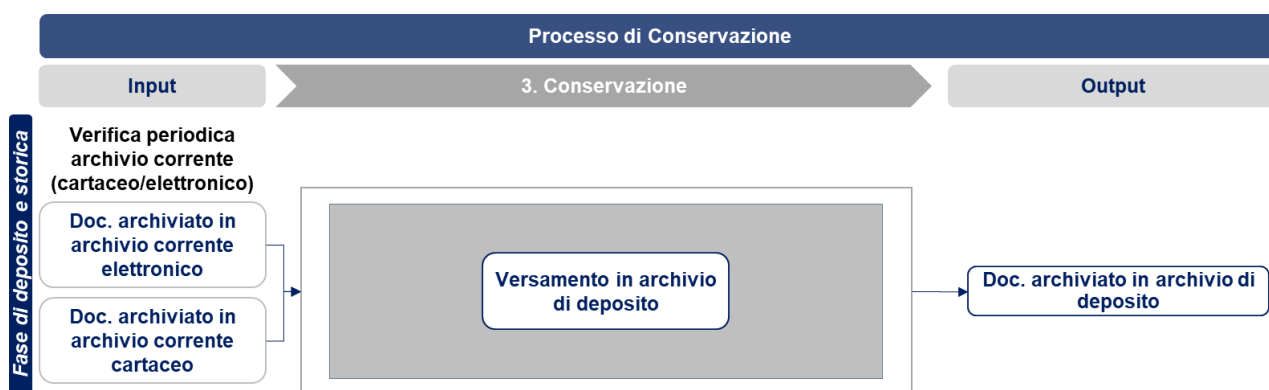 Processo di Conservazione
Input
3. Conservazione
Output
Fase di deposito e storica
Verifica periodica
archivio corrente
(cartaceo/elettronico)
Doc. archiviato in
archivio corrente
elettronico
Doc. archiviato in
archivio corrente
cartaceo
Versamento in archivio
di deposito
Doc. archiviato in archivio di
deposito